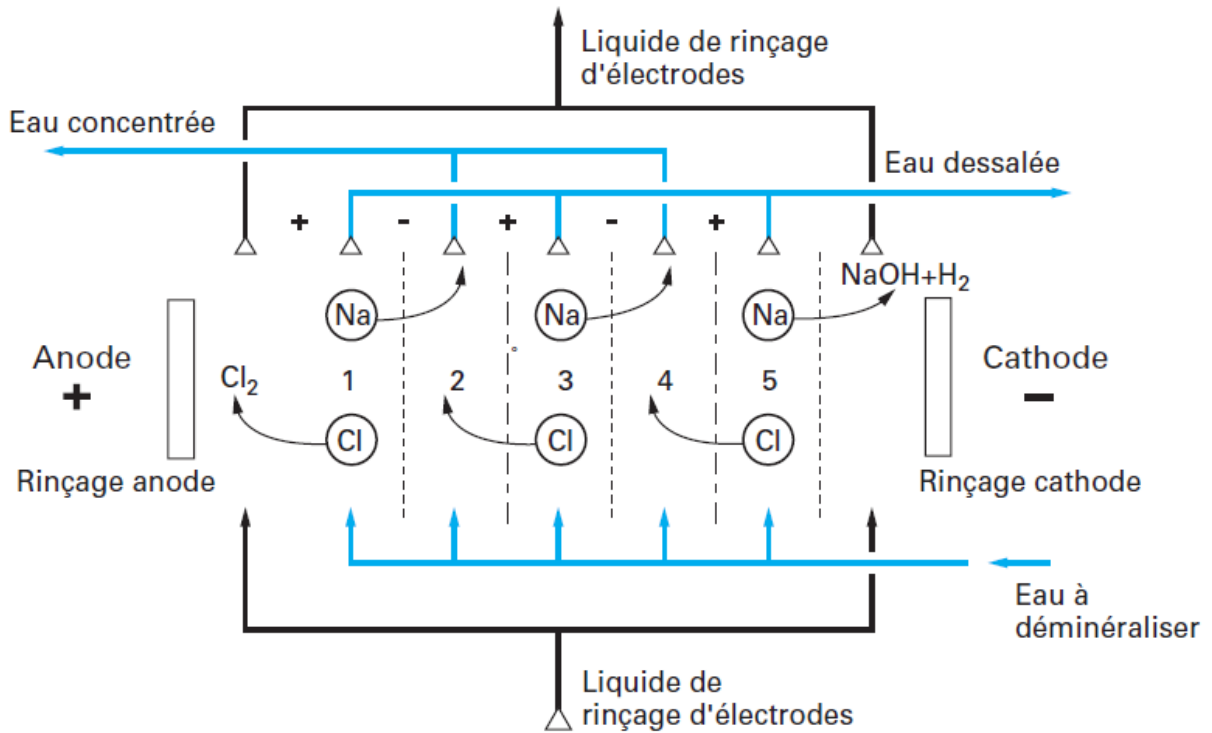 Liquide de rinçage
d'électrodes
Eau concentrée
Eau dessalée
+ - + - +
NaOH+H₂
Na Na Na
Anode
+
Cathode
-
Cl₂ 1 2 3 4 5
Cl Cl Cl
Rinçage anode
Rinçage cathode
Eau à
déminéraliser
Liquide de
rinçage d'électrodes